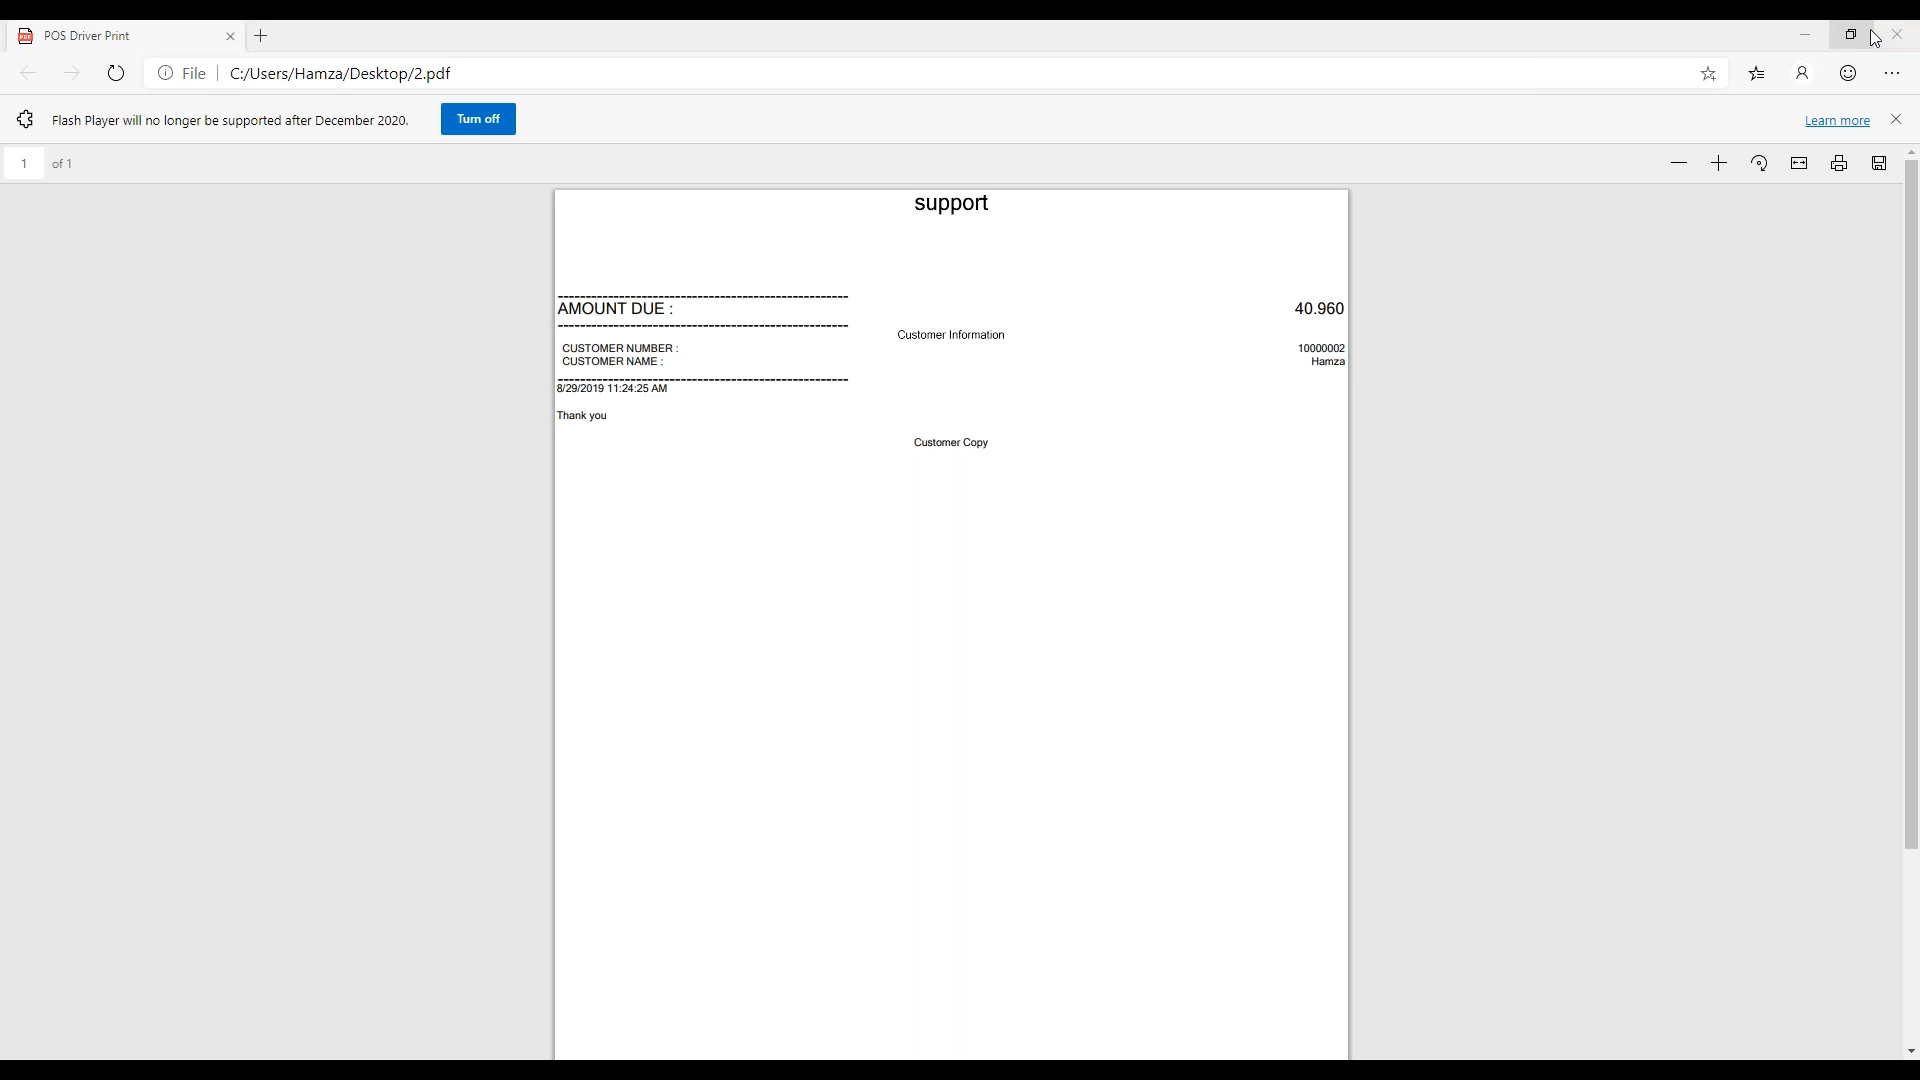 POS Driver Print
File
C:/Users/Hamza/Desktop/2.pdf
Flash Player will no longer be supported after December 2020.
Turn off
Learn more
1 of 1
support
-----------------------------------------------------
AMOUNT DUE : 40.960
-----------------------------------------------------
Customer Information
CUSTOMER NUMBER : 10000002
CUSTOMER NAME : Hamza
-----------------------------------------------------
8/29/2019 11:24:25 AM
Thank you
Customer Copy